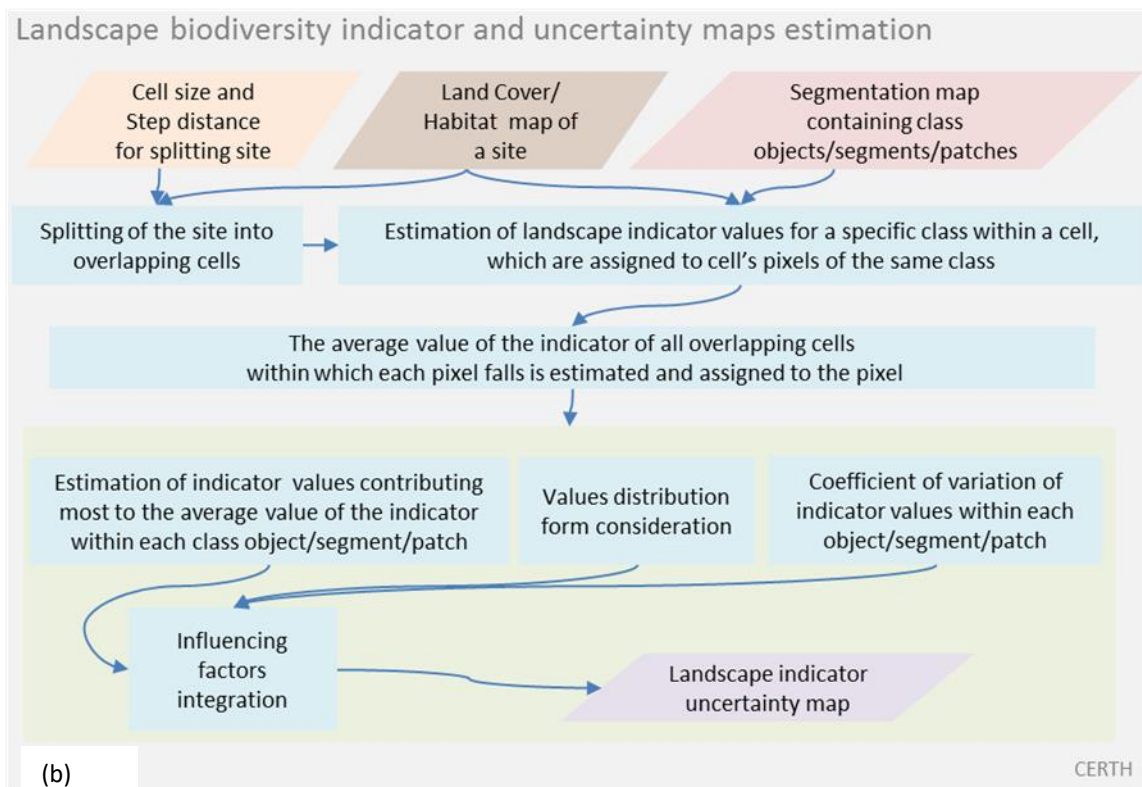 Landscape biodiversity indicator and uncertainty maps estimation
Cell size and
Step distance
for splitting site
Land Cover/
Habitat map of
a site
Segmentation map
containing class
objects/segments/patches
Splitting of the site into
overlapping cells
Estimation of landscape indicator values for a specific class within a cell,
which are assigned to cell's pixels of the same class
The average value of the indicator of all overlapping cells
within which each pixel falls is estimated and assigned to the pixel
Estimation of indicator values contributing
most to the average value of the indicator
within each class object/segment/patch
Values distribution
form consideration
Coefficient of variation of
indicator values within each
object/segment/patch
Influencing
factors
integration
Landscape indicator
uncertainty map
(b)
CERTH